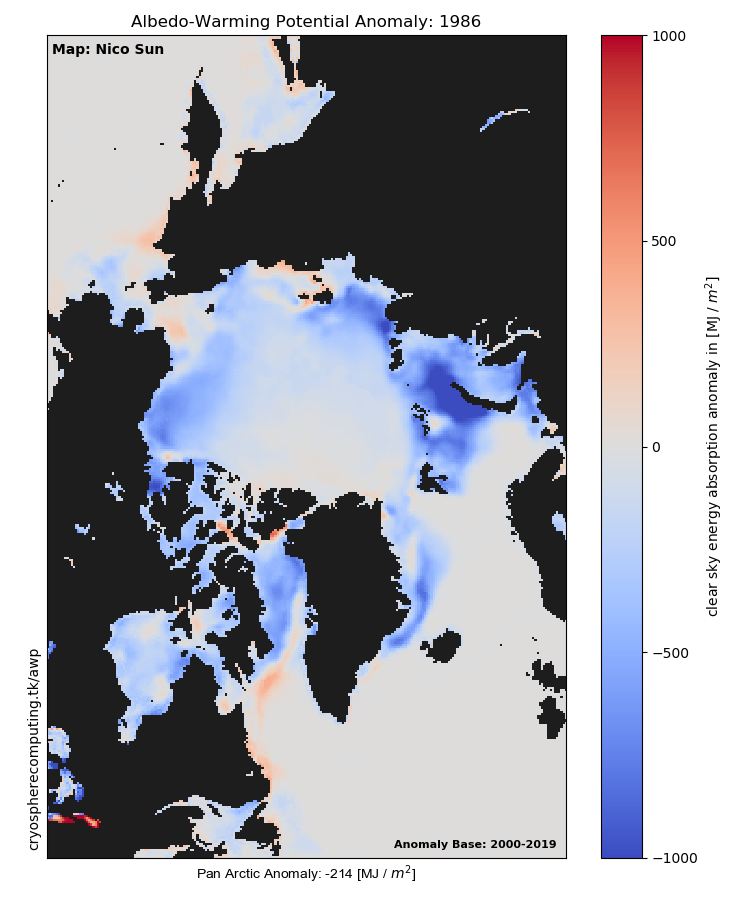 Albedo-Warming Potential Anomaly: 1986
Map: Nico Sun
1000
500
0
−500
−1000
clear sky energy absorption anomaly in [MJ / m²]
cryospherecomputing.tk/awp
Anomaly Base: 2000-2019
Pan Arctic Anomaly: -214 [MJ / m²]